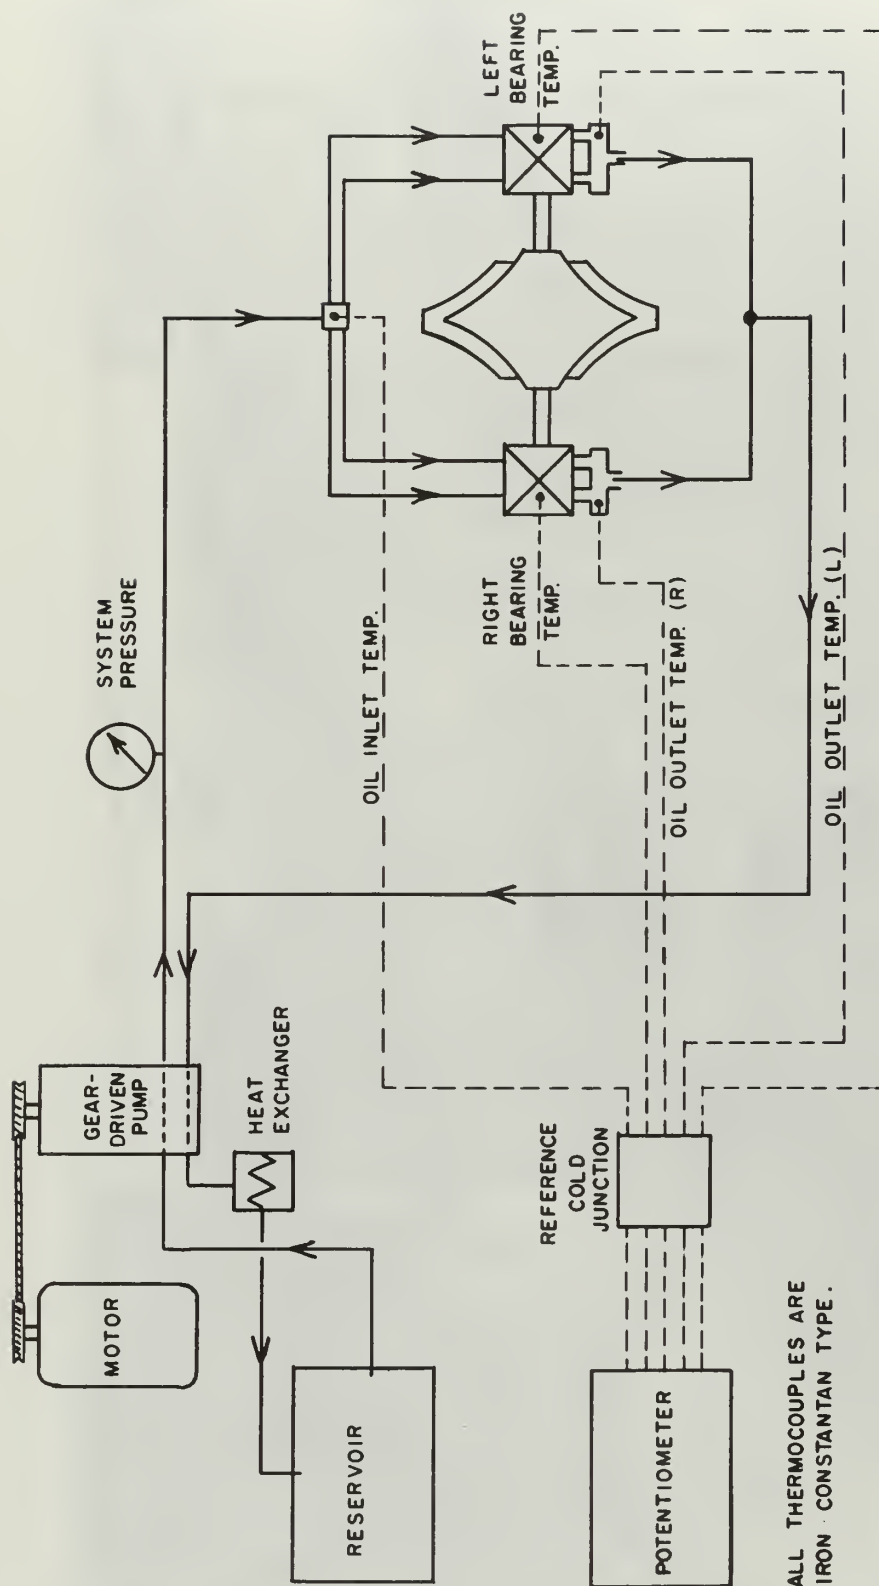 MOTOR
GEAR-
DRIVEN
PUMP
SYSTEM
PRESSURE
HEAT
EXCHANGER
RESERVOIR
OIL INLET TEMP.
LEFT
BEARING
TEMP.
RIGHT
BEARING
TEMP.
REFERENCE
COLD
JUNCTION
OIL OUTLET TEMP. (R)
OIL OUTLET TEMP. (L)
POTENTIOMETER
ALL THERMOCOUPLES ARE
IRON CONSTANTAN TYPE.